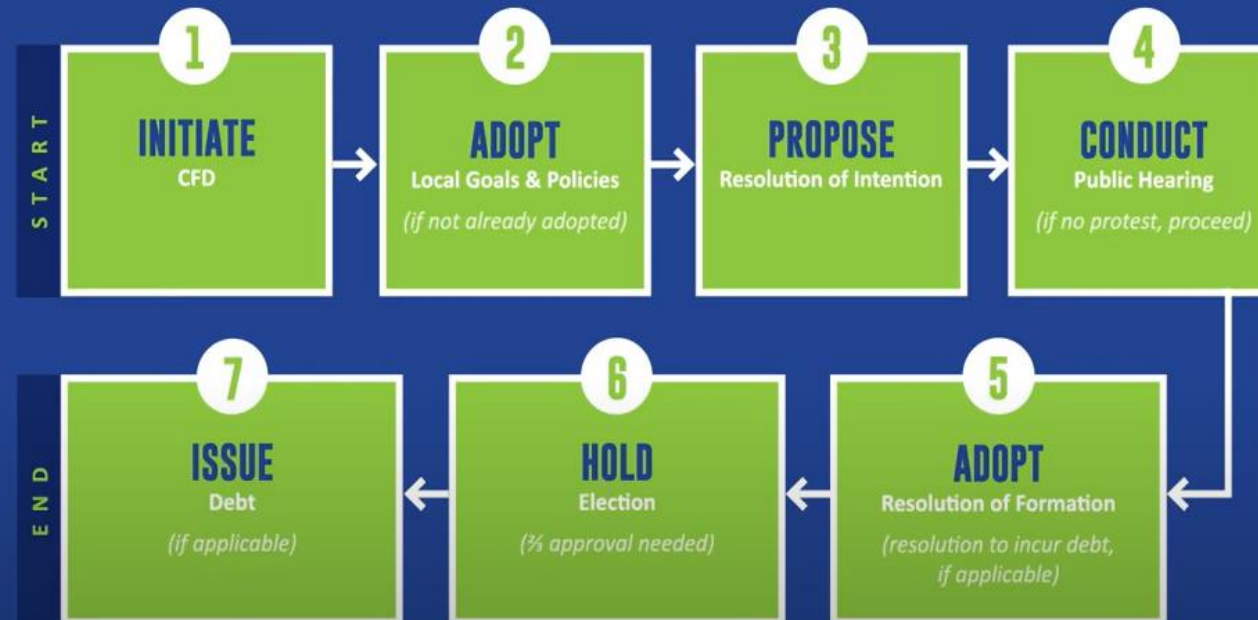 START
1
INITIATE
CFD
2
ADOPT
Local Goals & Policies
(if not already adopted)
3
PROPOSE
Resolution of Intention
4
CONDUCT
Public Hearing
(if no protest, proceed)
5
ADOPT
Resolution of Formation
(resolution to incur debt,
if applicable)
6
HOLD
Election
(⅔ approval needed)
7
ISSUE
Debt
(if applicable)
END